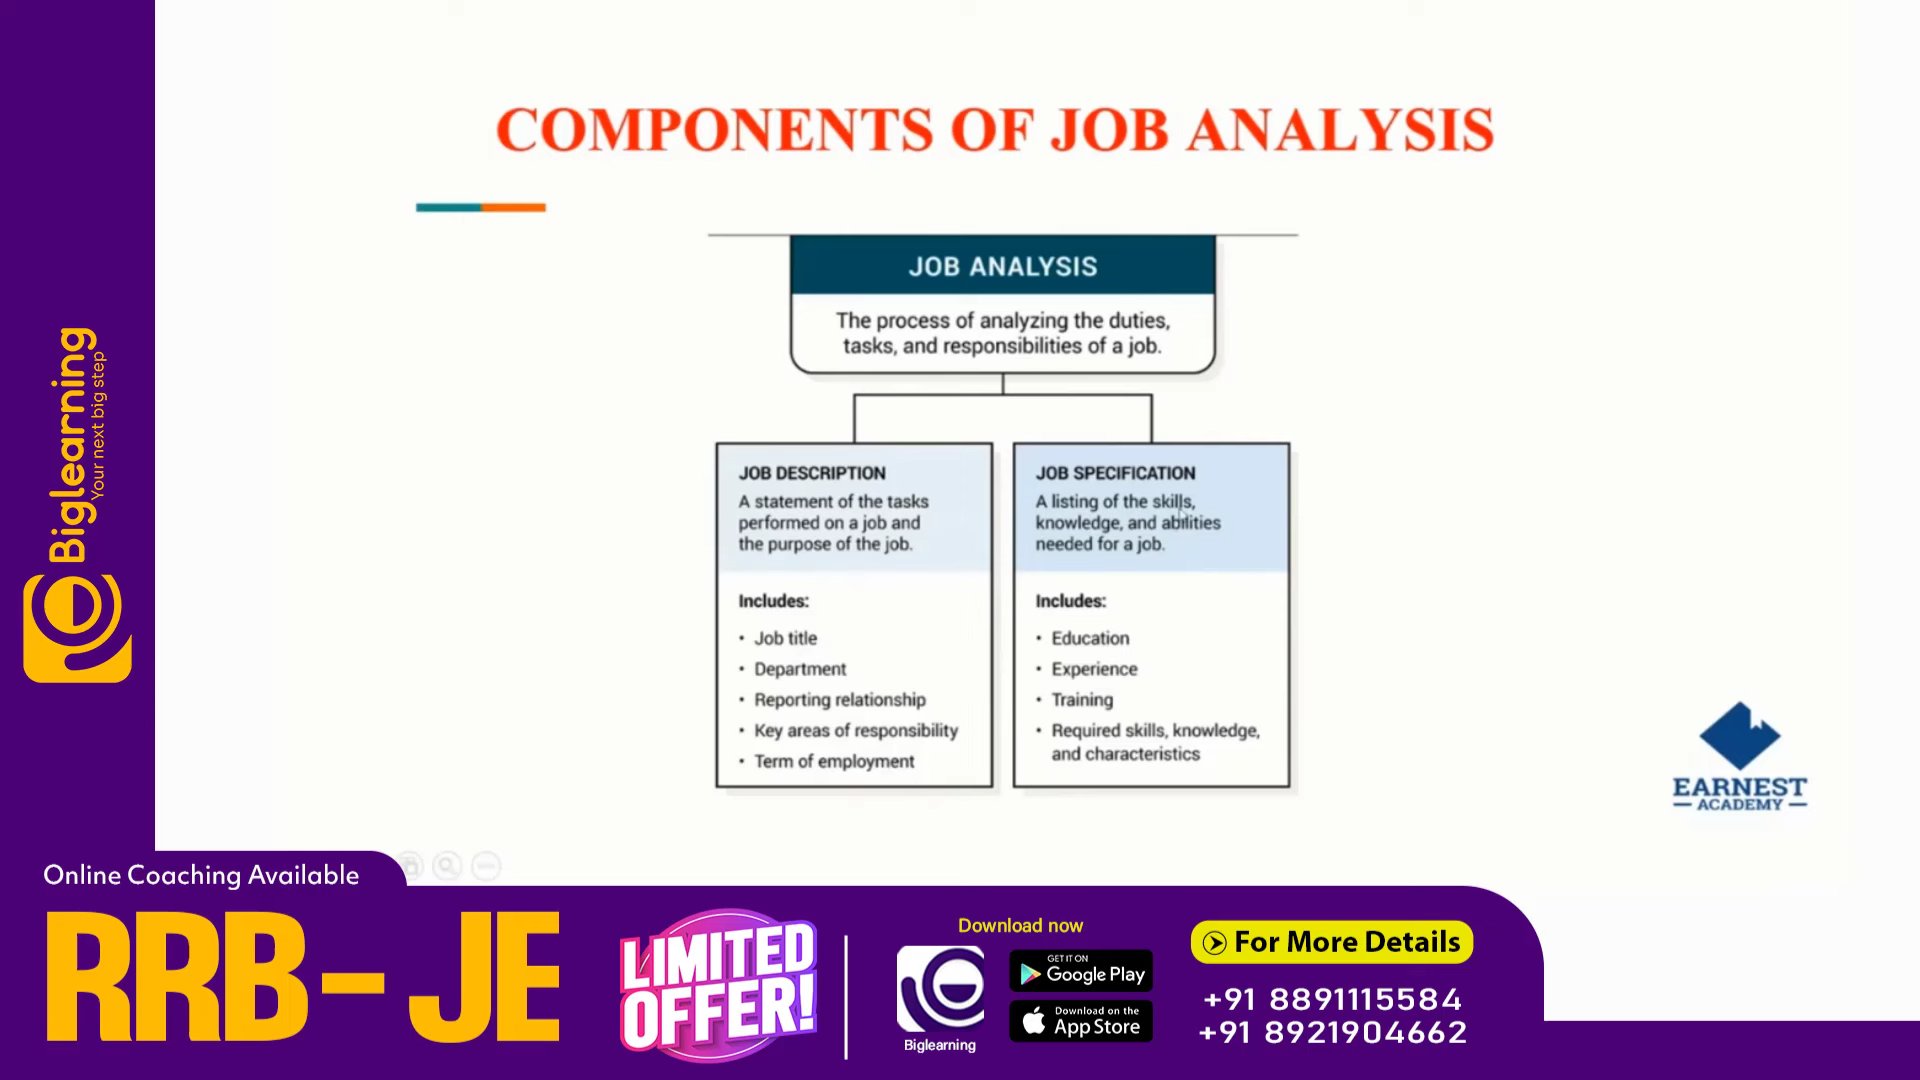 COMPONENTS OF JOB ANALYSIS
JOB ANALYSIS
The process of analyzing the duties,
tasks, and responsibilities of a job.
JOB DESCRIPTION
A statement of the tasks
performed on a job and
the purpose of the job.
Includes:
• Job title
• Department
• Reporting relationship
• Key areas of responsibility
• Term of employment
JOB SPECIFICATION
A listing of the skills,
knowledge, and abilities
needed for a job.
Includes:
• Education
• Experience
• Training
• Required skills, knowledge,
and characteristics
EARNEST
ACADEMY
Biglearning
Your next big step
Online Coaching Available
RRB-JE
LIMITED
OFFER!
Download now
Biglearning
GET IT ON
Google Play
Download on the
App Store
For More Details
+91 8891115584
+91 8921904662